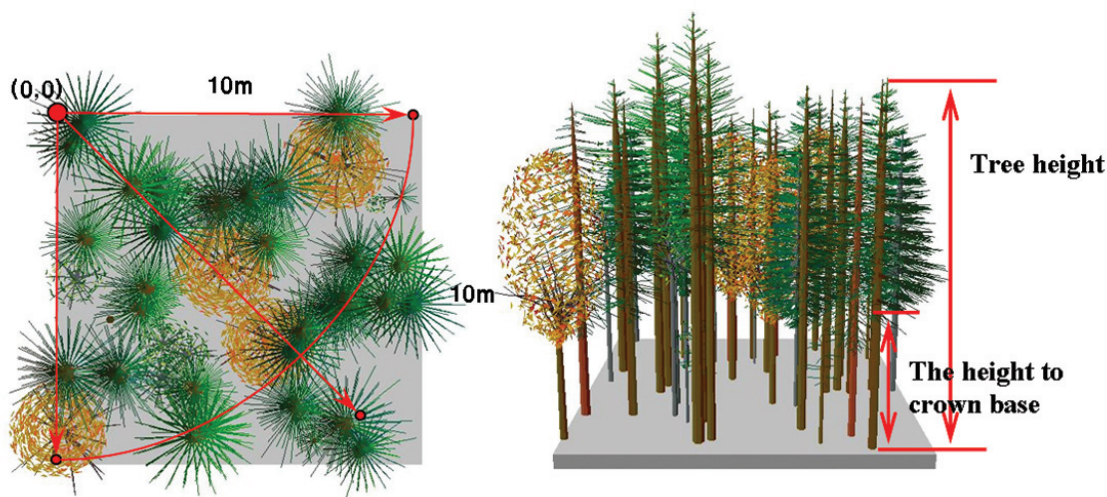 (0,0)
10m
10m
Tree height
The height to
crown base